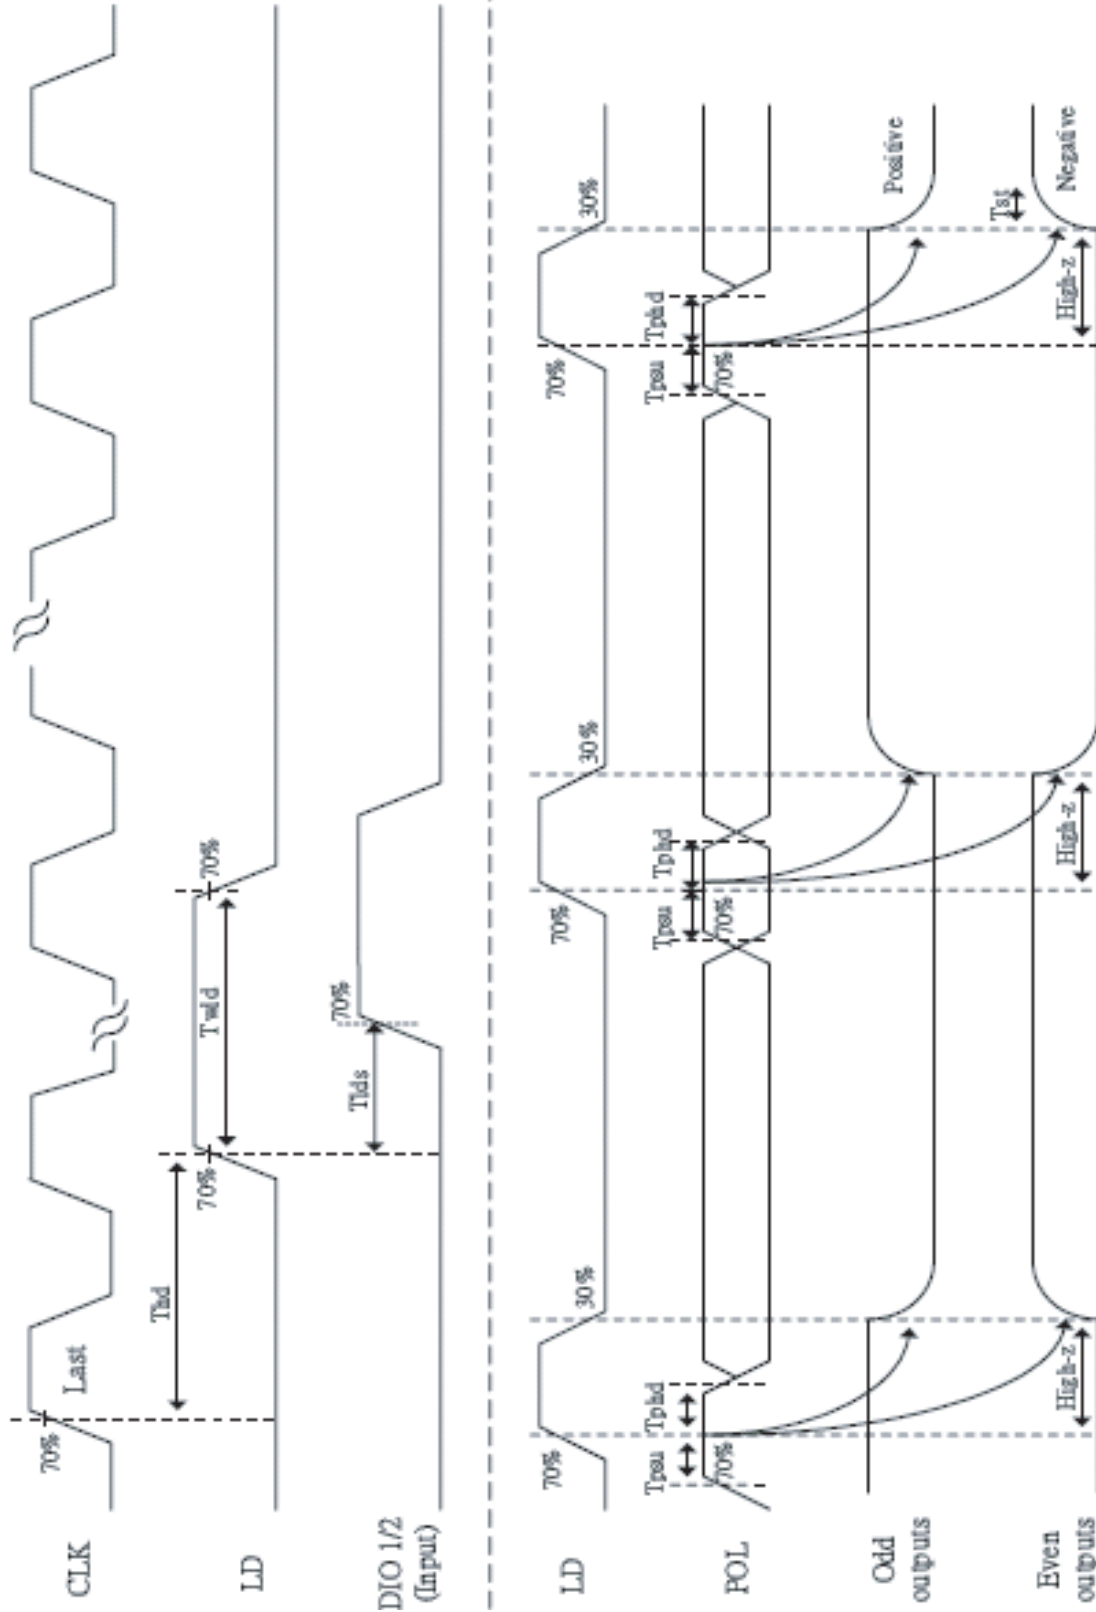 CLK
70%
Last
Thd
LD
70%
Twld
70%
DIO 1/2
(Input)
Tlds
70%
LD
70%
30%
70%
30%
70%
30%
POL
Tpsu
Tphd
70%
Tpsu
Tphd
70%
Tpsu
Tphd
70%
Odd
outputs
Positive
Even
outputs
High-z
High-z
High-z
Tst
Negative